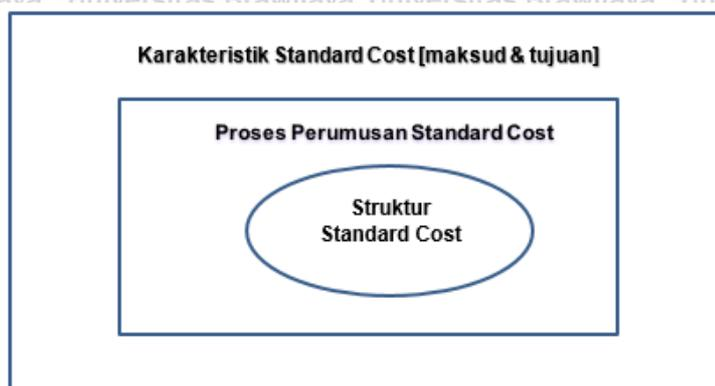 Karakteristik Standard Cost [maksud & tujuan]
Proses Perumusan Standard Cost
Struktur
Standard Cost